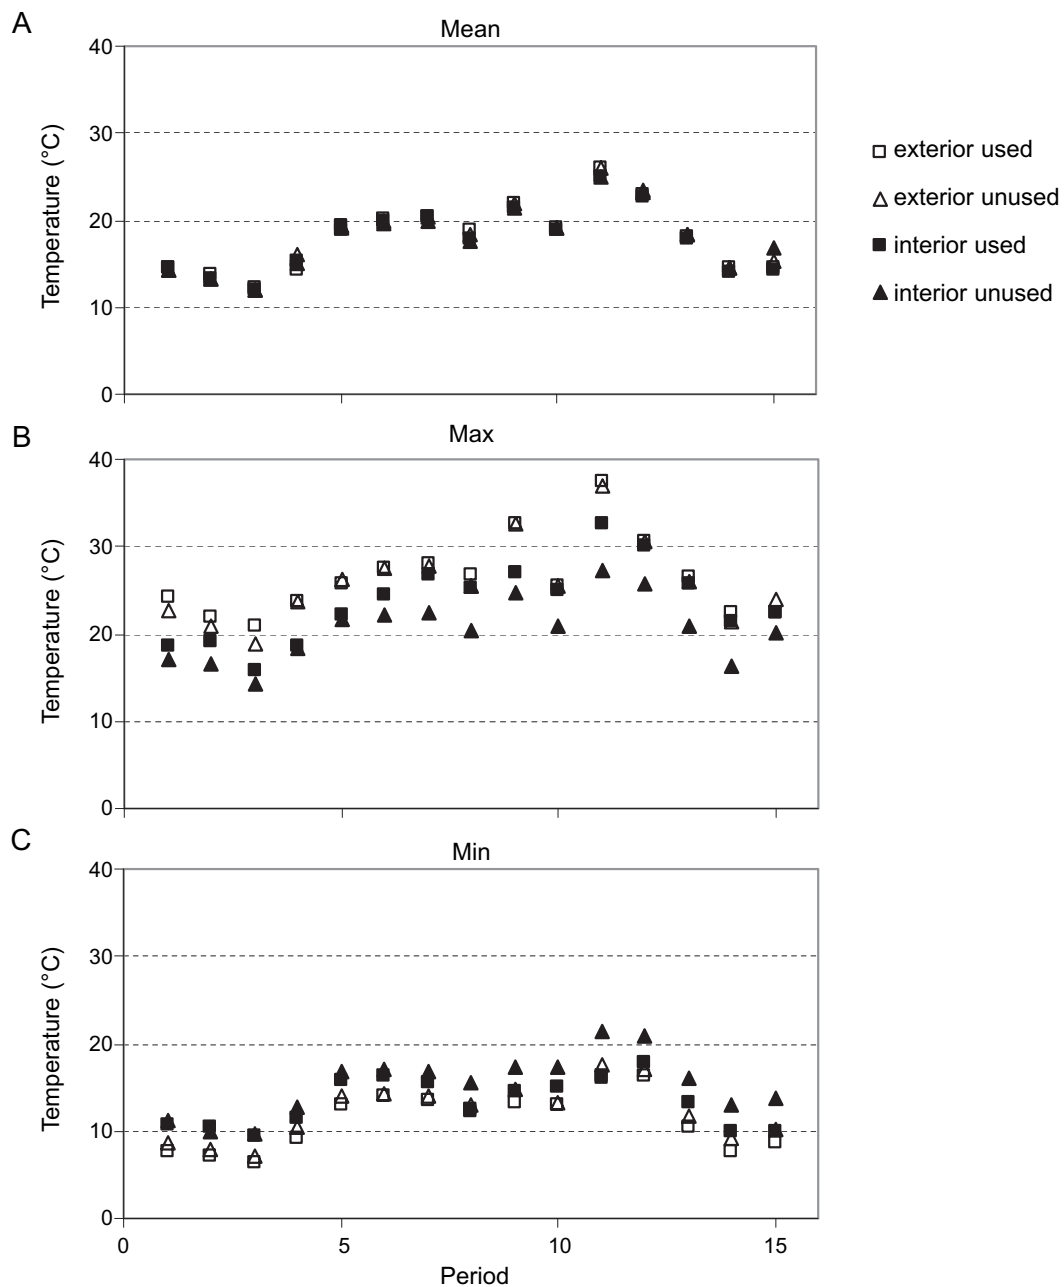 A
Mean
40
30
20
10
0
Temperature (°C)
exterior used
exterior unused
interior used
interior unused
B
Max
40
30
20
10
0
Temperature (°C)
C
Min
40
30
20
10
0
Temperature (°C)
0 5 10 15
Period